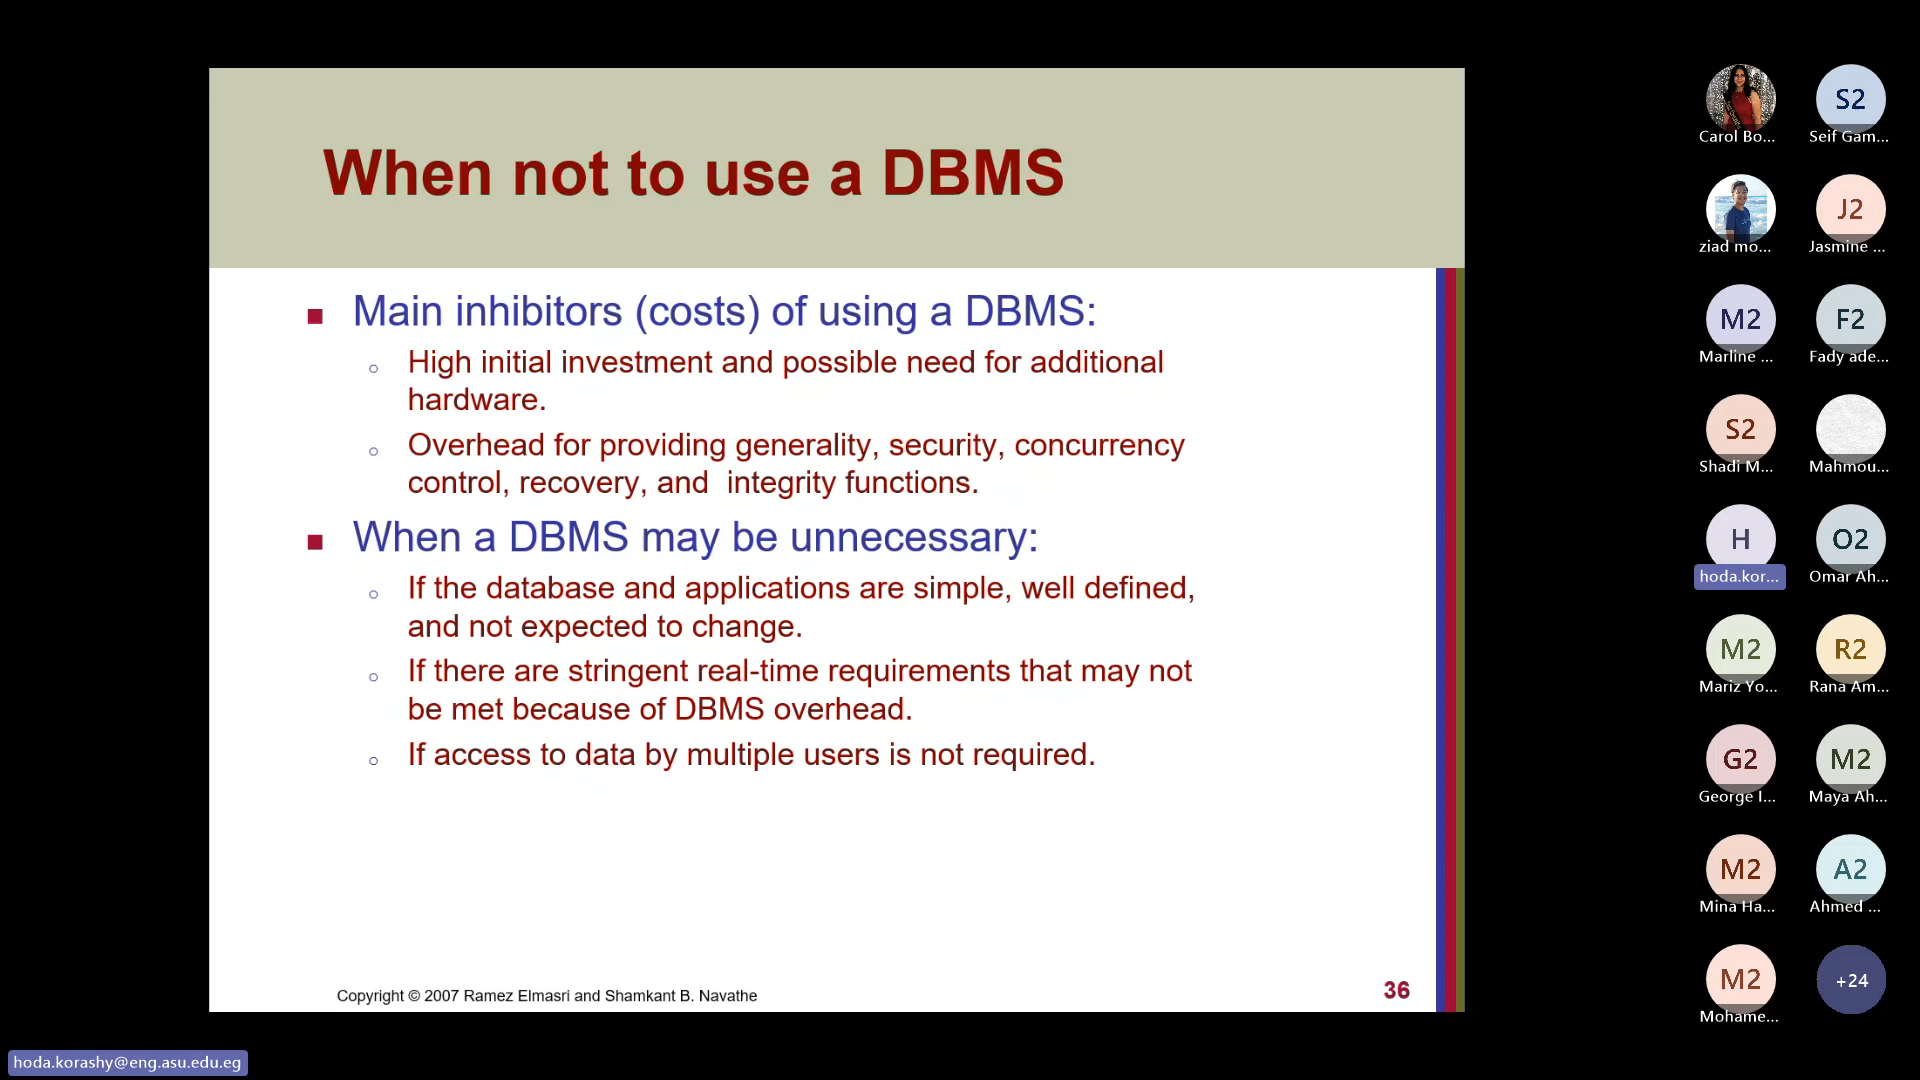 When not to use a DBMS
Main inhibitors (costs) of using a DBMS:
High initial investment and possible need for additional
hardware.
Overhead for providing generality, security, concurrency
control, recovery, and integrity functions.
When a DBMS may be unnecessary:
If the database and applications are simple, well defined,
and not expected to change.
If there are stringent real-time requirements that may not
be met because of DBMS overhead.
If access to data by multiple users is not required.
Copyright © 2007 Ramez Elmasri and Shamkant B. Navathe
36
hoda.korashy@eng.asu.edu.eg
Carol Bo...
S2
Seif Gam...
ziad mo...
J2
Jasmine ...
M2
Marline ...
F2
Fady ade...
S2
Shadi M...
Mahmou...
H
hoda.kor...
O2
Omar Ah...
M2
Mariz Yo...
R2
Rana Am...
G2
George I...
M2
Maya Ah...
M2
Mina Ha...
A2
Ahmed ...
M2
Mohame...
+24